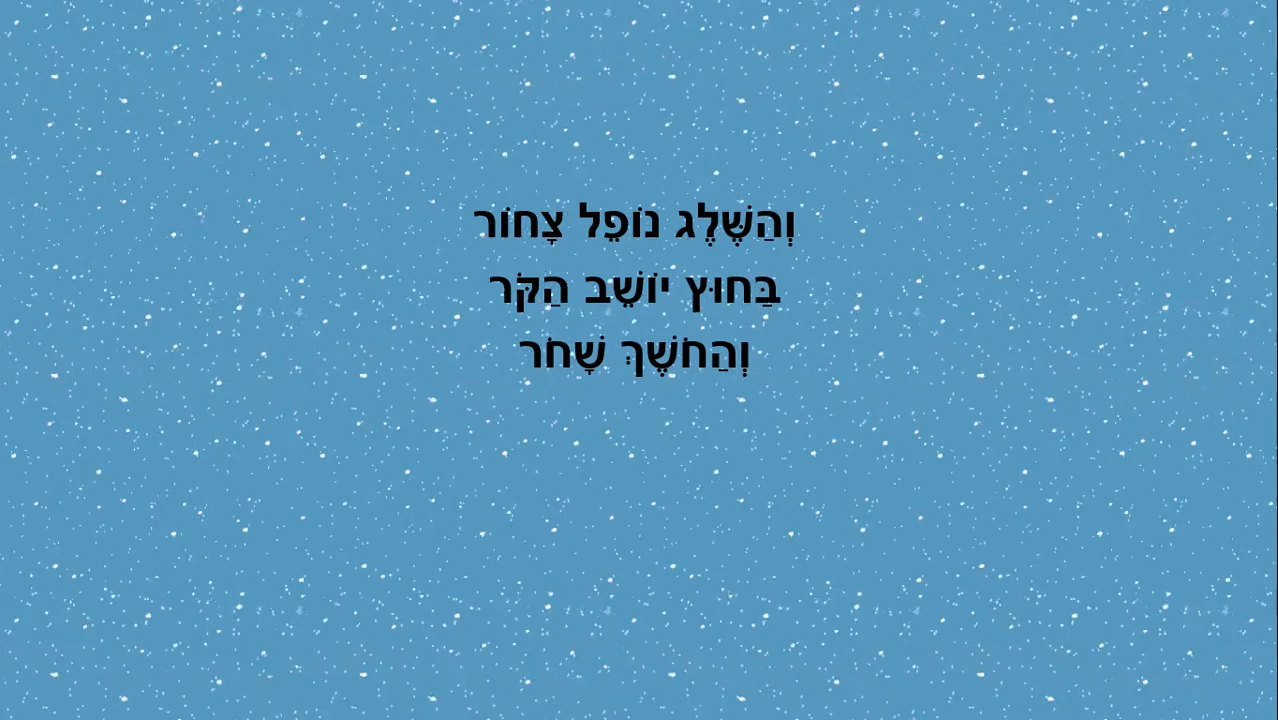 וְהַשֶּׁלֶג נוֹפֵל צָחוֹר
בַּחוּץ יוֹשֵׁב הַקֹּר
וְהַחֹשֶׁךְ שָׁחֹר